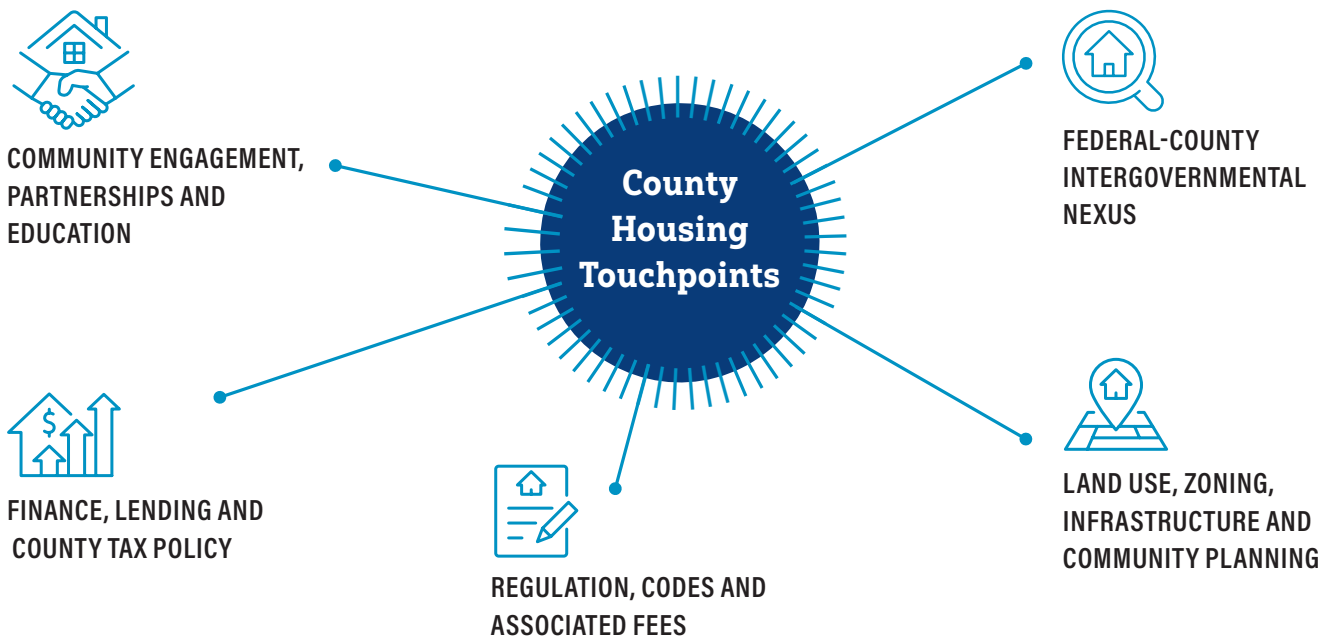 COMMUNITY ENGAGEMENT,
PARTNERSHIPS AND
EDUCATION
County
Housing
Touchpoints
FEDERAL-COUNTY
INTERGOVERNMENTAL
NEXUS
$
FINANCE, LENDING AND
COUNTY TAX POLICY
REGULATION, CODES AND
ASSOCIATED FEES
LAND USE, ZONING,
INFRASTRUCTURE AND
COMMUNITY PLANNING